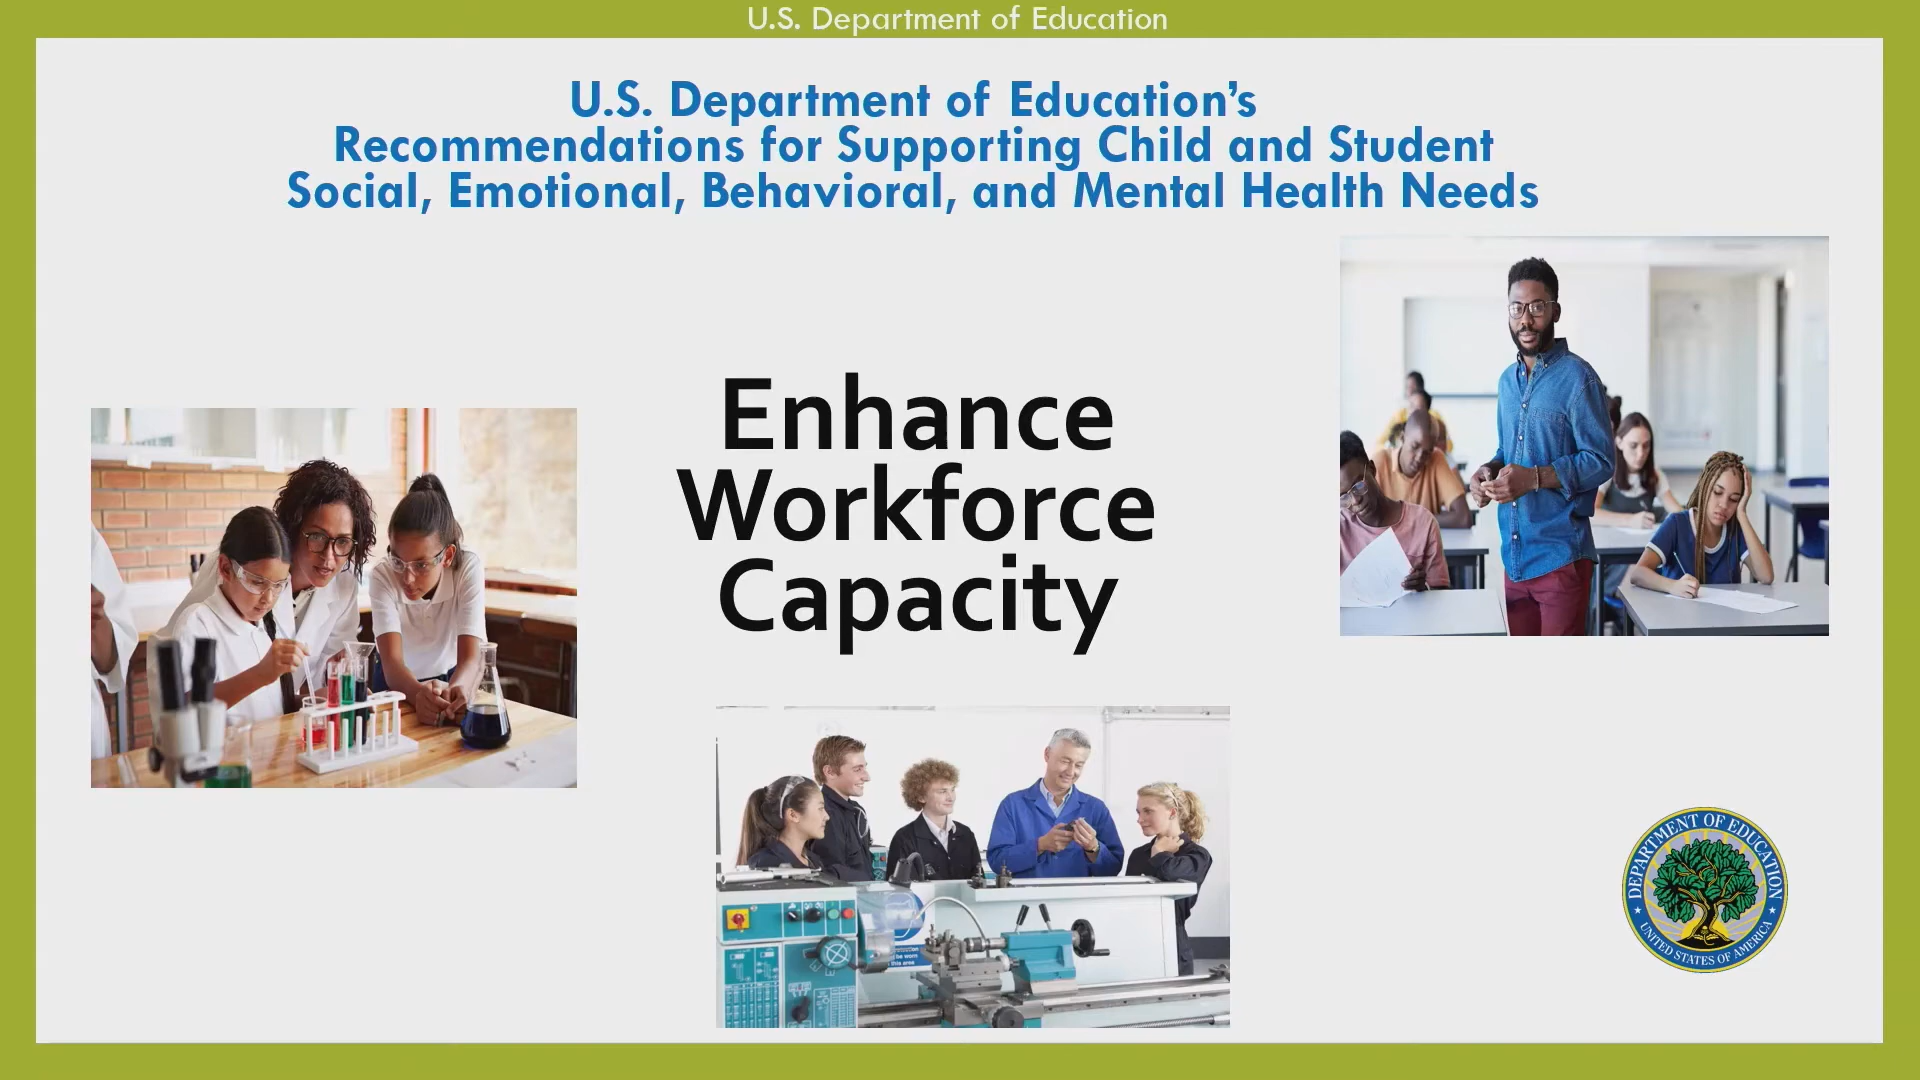 U.S. Department of Education
U.S. Department of Education’s
Recommendations for Supporting Child and Student
Social, Emotional, Behavioral, and Mental Health Needs
Enhance
Workforce
Capacity
DEPARTMENT OF EDUCATION
UNITED STATES OF AMERICA